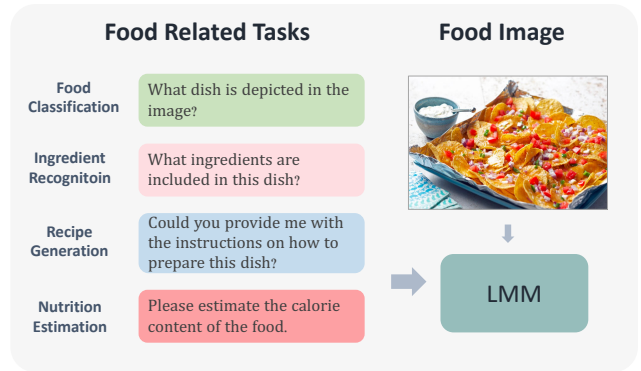 Food Related Tasks
Food Image
Food
Classification
What dish is depicted in the
image?
Ingredient
Recognitoin
What ingredients are
included in this dish?
Recipe
Generation
Could you provide me with
the instructions on how to
prepare this dish?
Nutrition
Estimation
Please estimate the calorie
content of the food.
LMM